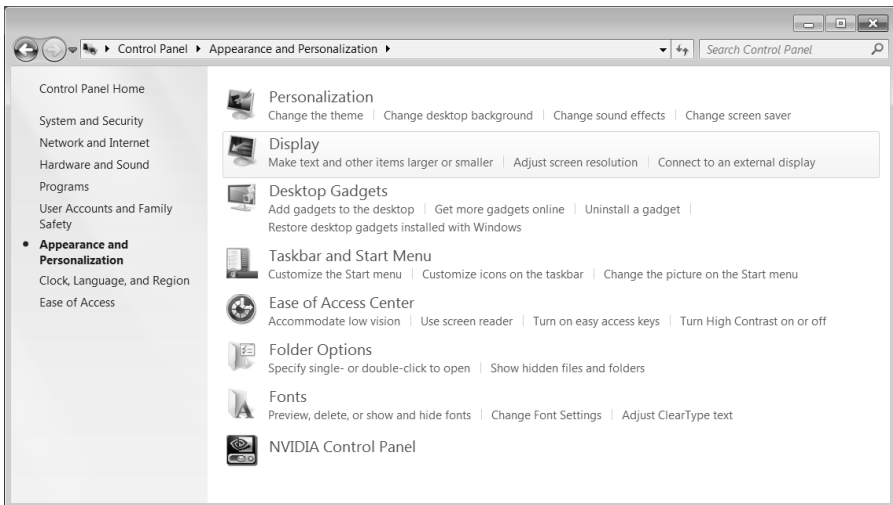 Control Panel ▸ Appearance and Personalization ▸
Search Control Panel
Control Panel Home
System and Security
Network and Internet
Hardware and Sound
Programs
User Accounts and Family
Safety
Appearance and
Personalization
Clock, Language, and Region
Ease of Access
Personalization
Change the theme | Change desktop background | Change sound effects | Change screen saver
Display
Make text and other items larger or smaller | Adjust screen resolution | Connect to an external display
Desktop Gadgets
Add gadgets to the desktop | Get more gadgets online | Uninstall a gadget |
Restore desktop gadgets installed with Windows
Taskbar and Start Menu
Customize the Start menu | Customize icons on the taskbar | Change the picture on the Start menu
Ease of Access Center
Accommodate low vision | Use screen reader | Turn on easy access keys | Turn High Contrast on or off
Folder Options
Specify single- or double-click to open | Show hidden files and folders
Fonts
Preview, delete, or show and hide fonts | Change Font Settings | Adjust ClearType text
NVIDIA Control Panel